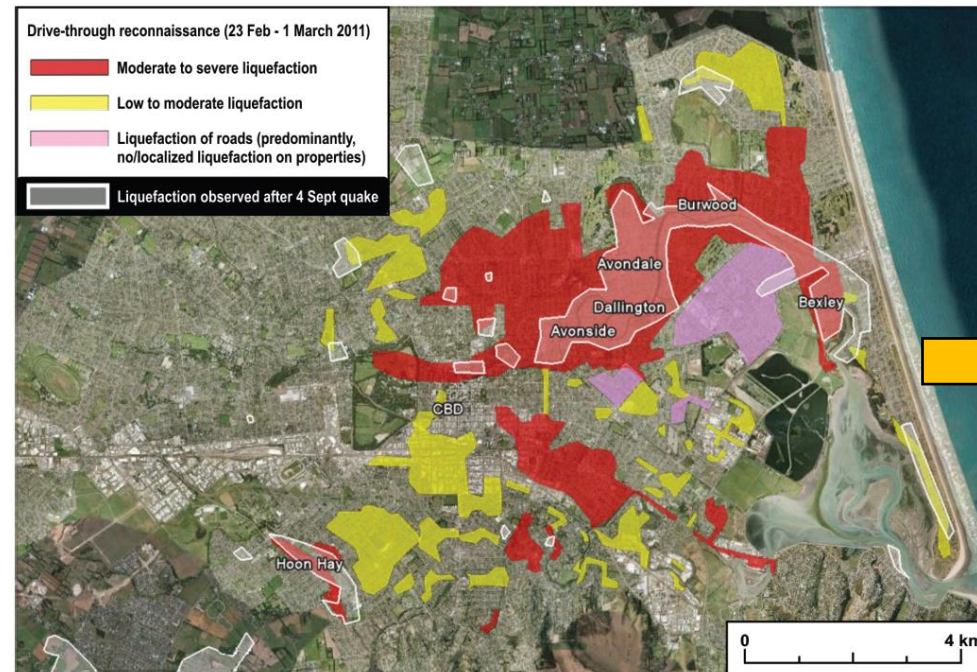 Drive-through reconnaissance (23 Feb - 1 March 2011)
Moderate to severe liquefaction
Low to moderate liquefaction
Liquefaction of roads (predominantly,
no/localized liquefaction on properties)
Liquefaction observed after 4 Sept quake
Burwood
Avondale
Dallington
Bexley
Avonside
CBD
Hoon Hay
0
4 km